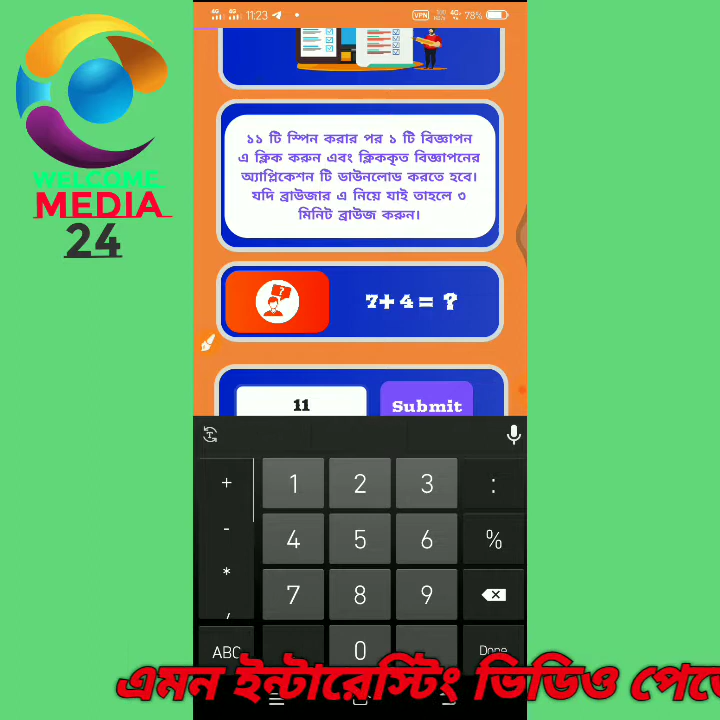 11:23
VPN
4G+
78%
WELCOME
MEDIA
24
১১ টি স্পিন করার পর ১ টি বিজ্ঞাপন
এ ক্লিক করুন এবং ক্লিককৃত বিজ্ঞাপনের
অ্যাপ্লিকেশন টি ডাউনলোড করতে হবে।
যদি ব্রাউজার এ নিয়ে যাই তাহলে ৩
মিনিট ব্রাউজ করুন।
?
7+4= ?
11
Submit
+ 1 2 3 :
- 4 5 6 %
* 7 8 9
/
ABC 0 Done
এমন ইন্টারেস্টিং ভিডিও পেতে